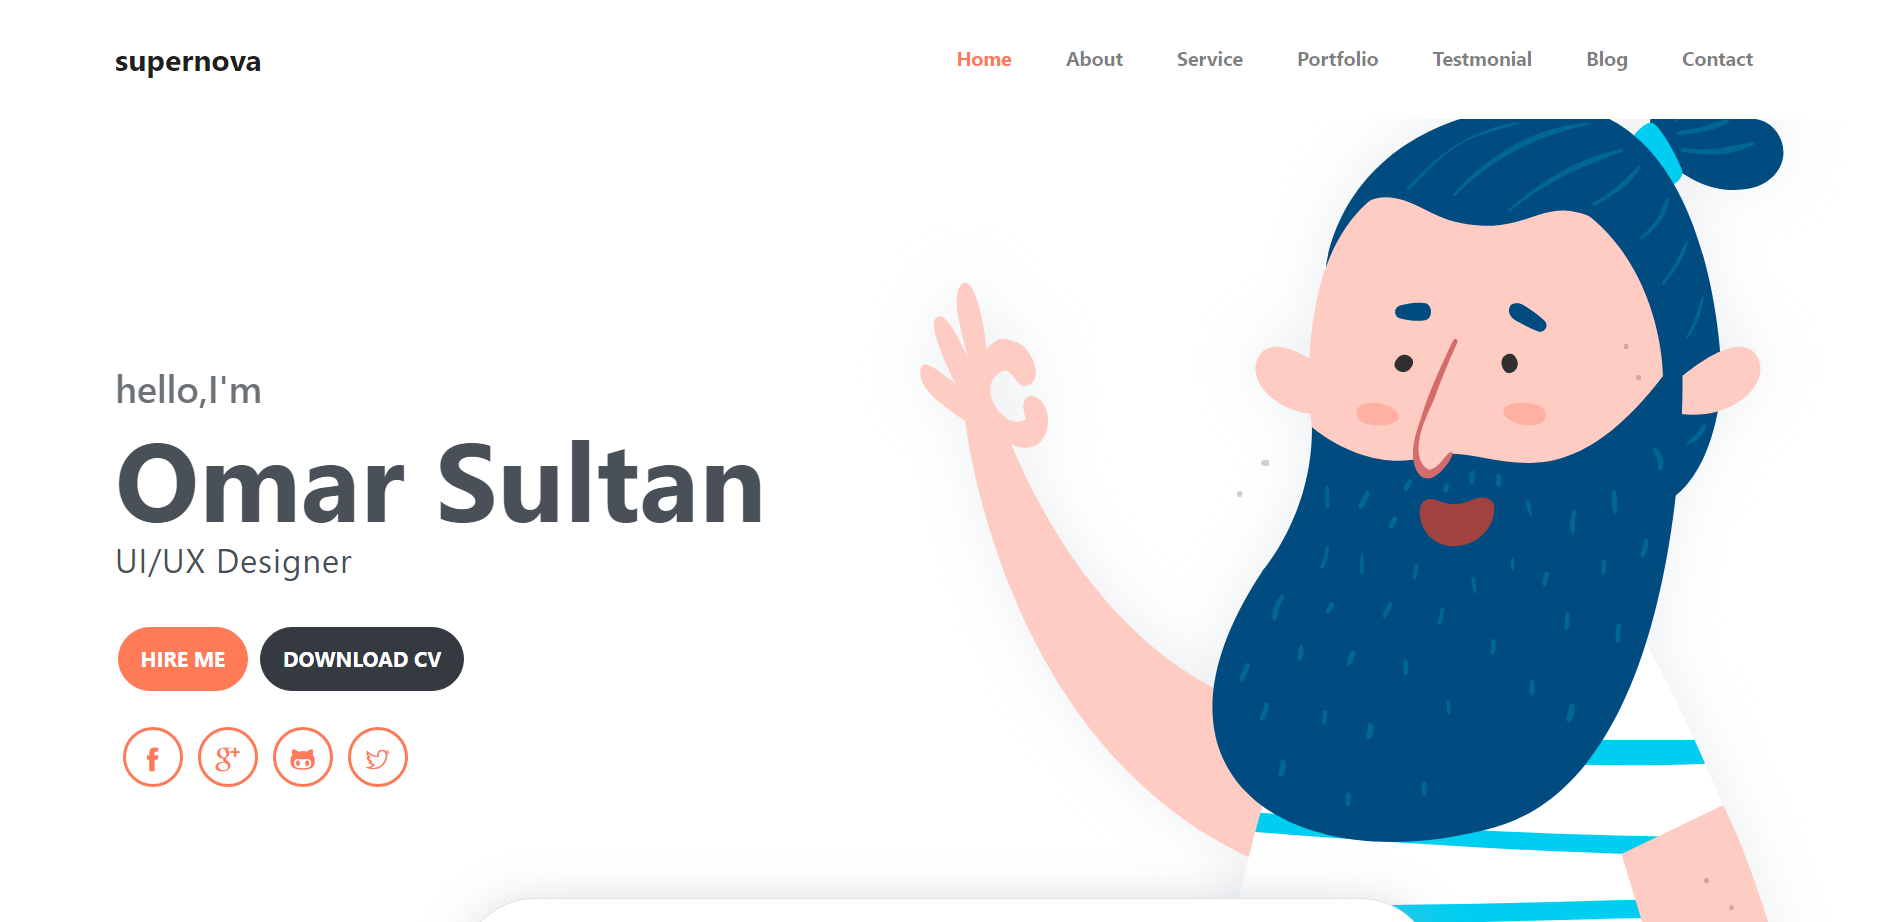 supernova
Home About Service Portfolio Testmonial Blog Contact
hello,I'm
Omar Sultan
UI/UX Designer
HIRE ME DOWNLOAD CV